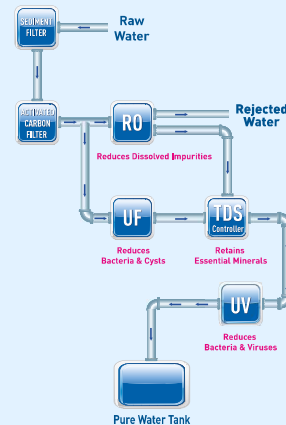 SEDIMENT
FILTER
Raw
Water
ACTIVATED
CARBON
FILTER
RO
Rejected
Water
Reduces Dissolved Impurities
UF
TDS
Controller
Reduces
Bacteria & Cysts
Retains
Essential Minerals
UV
Reduces
Bacteria & Viruses
Pure Water Tank